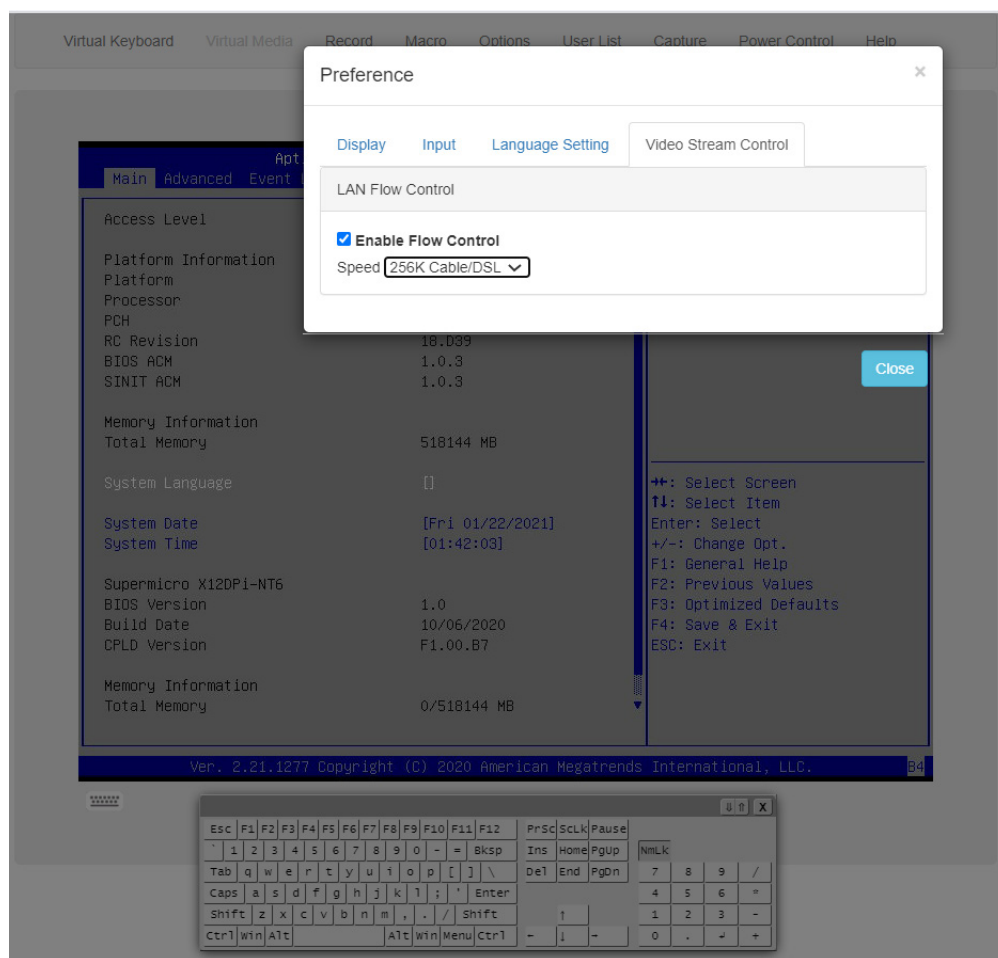 Virtual Keyboard Virtual Media Record Macro Options User List Capture Power Control Help
Preference ×
Display Input Language Setting Video Stream Control
LAN Flow Control
Enable Flow Control
Speed 256K Cable/DSL
Close
Apt
Main Advanced Event
Access Level
Platform Information
Platform
Processor
PCH
RC Revision 18.D39
BIOS ACM 1.0.3
SINIT ACM 1.0.3
Memory Information
Total Memory 518144 MB
System Language []
System Date [Fri 01/22/2021]
System Time [01:42:03]
Supermicro X12DPi-NT6
BIOS Version 1.0
Build Date 10/06/2020
CPLD Version F1.00.B7
Memory Information
Total Memory 0/518144 MB
→←: Select Screen
↑↓: Select Item
Enter: Select
+/-: Change Opt.
F1: General Help
F2: Previous Values
F3: Optimized Defaults
F4: Save & Exit
ESC: Exit
Ver. 2.21.1277 Copyright (C) 2020 American Megatrends International, LLC.
B4
⇓ ⇑ X
Esc F1 F2 F3 F4 F5 F6 F7 F8 F9 F10 F11 F12 PrSc ScLk Pause
` 1 2 3 4 5 6 7 8 9 0 - = Bksp Ins Home PgUp NmLk
Tab q w e r t y u i o p [ ] \ Del End PgDn 7 8 9 /
Caps a s d f g h j k l ; ' Enter 4 5 6 *
Shift z x c v b n m , . / Shift ↑ 1 2 3 -
Ctrl Win Alt Alt Win Menu Ctrl ← ↓ → 0 . ↵ +